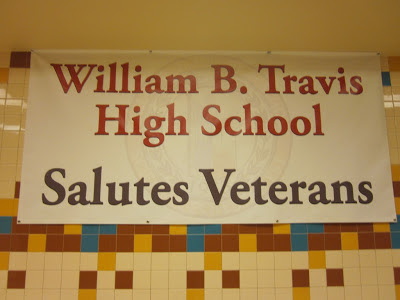 William B. Travis
High School
Salutes Veterans